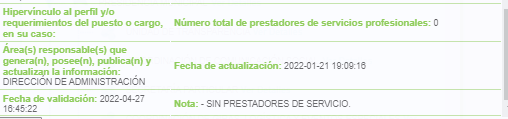 Hipervínculo al perfil y/o
requerimientos del puesto o cargo,
en su caso:
Número total de prestadores de servicios profesionales: 0
Área(s) responsable(s) que
genera(n), posee(n), publica(n) y
actualizan la información:
DIRECCIÓN DE ADMINISTRACIÓN
Fecha de actualización: 2022-01-21 19:09:16
Fecha de validación: 2022-04-27
16:45:22
Nota: - SIN PRESTADORES DE SERVICIO.